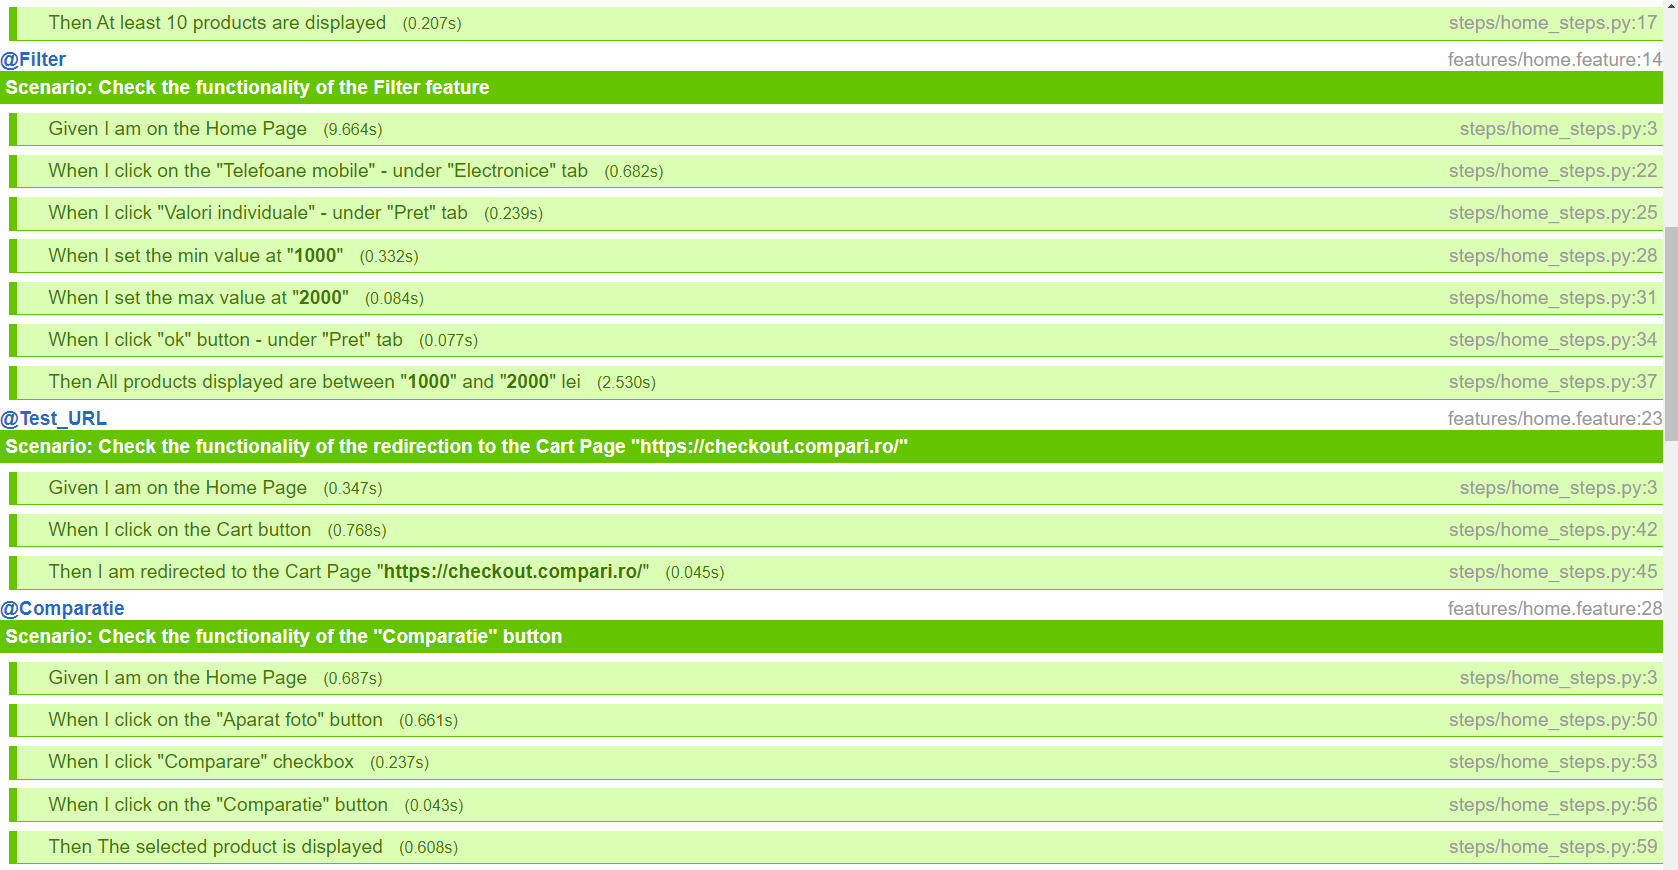 Then At least 10 products are displayed (0.207s) steps/home_steps.py:17
@Filter features/home.feature:14
Scenario: Check the functionality of the Filter feature
Given I am on the Home Page (9.664s) steps/home_steps.py:3
When I click on the "Telefoane mobile" - under "Electronice" tab (0.682s) steps/home_steps.py:22
When I click "Valori individuale" - under "Pret" tab (0.239s) steps/home_steps.py:25
When I set the min value at "1000" (0.332s) steps/home_steps.py:28
When I set the max value at "2000" (0.084s) steps/home_steps.py:31
When I click "ok" button - under "Pret" tab (0.077s) steps/home_steps.py:34
Then All products displayed are between "1000" and "2000" lei (2.530s) steps/home_steps.py:37
@Test_URL features/home.feature:23
Scenario: Check the functionality of the redirection to the Cart Page "https://checkout.compari.ro/"
Given I am on the Home Page (0.347s) steps/home_steps.py:3
When I click on the Cart button (0.768s) steps/home_steps.py:42
Then I am redirected to the Cart Page "https://checkout.compari.ro/" (0.045s) steps/home_steps.py:45
@Comparatie features/home.feature:28
Scenario: Check the functionality of the "Comparatie" button
Given I am on the Home Page (0.687s) steps/home_steps.py:3
When I click on the "Aparat foto" button (0.661s) steps/home_steps.py:50
When I click "Comparare" checkbox (0.237s) steps/home_steps.py:53
When I click on the "Comparatie" button (0.043s) steps/home_steps.py:56
Then The selected product is displayed (0.608s) steps/home_steps.py:59